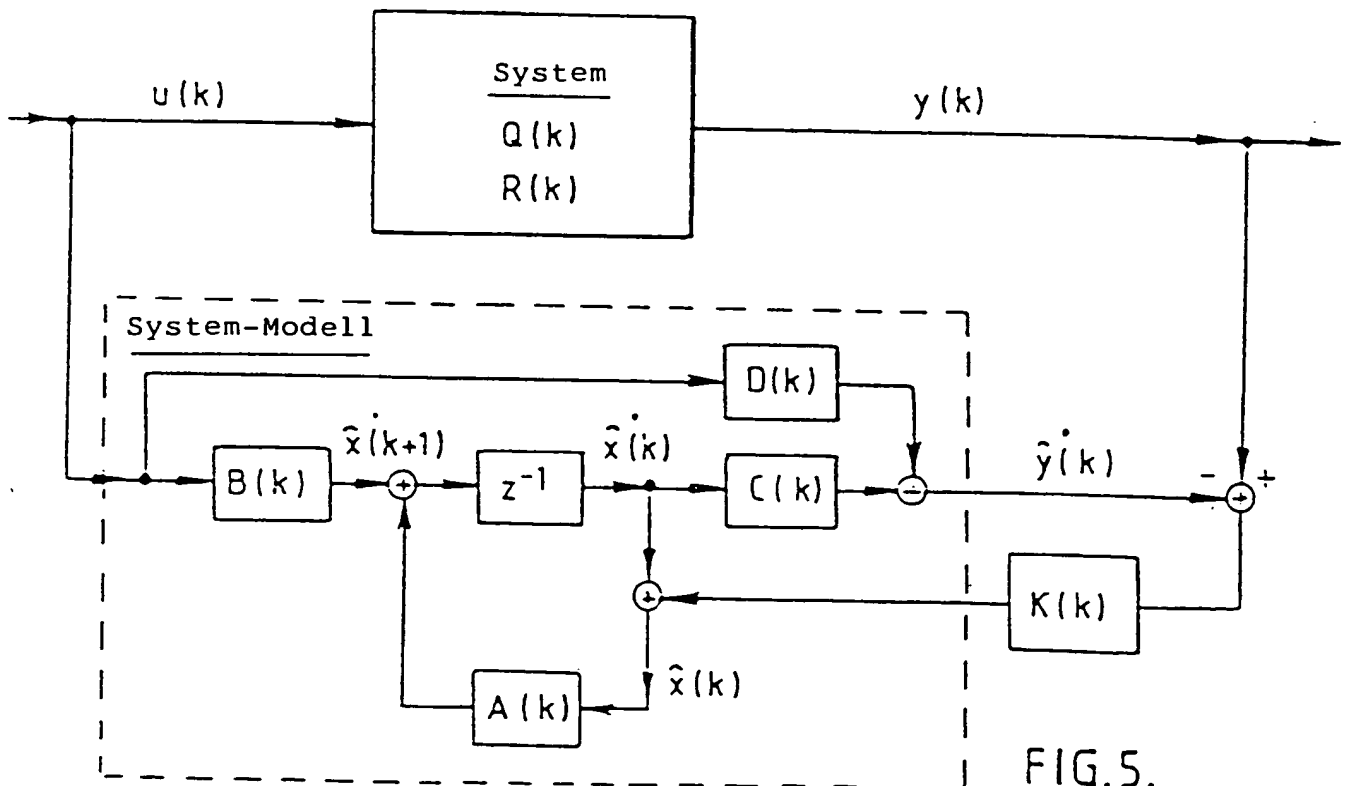 System
u(k)
y(k)
Q(k)
R(k)
System-Modell
D(k)
x̂̇(k+1)
x̂̇(k)
ŷ̇(k)
-
+
B(k)
+
z⁻¹
C(k)
+
+
K(k)
x̂(k)
A(k)
FIG.5.